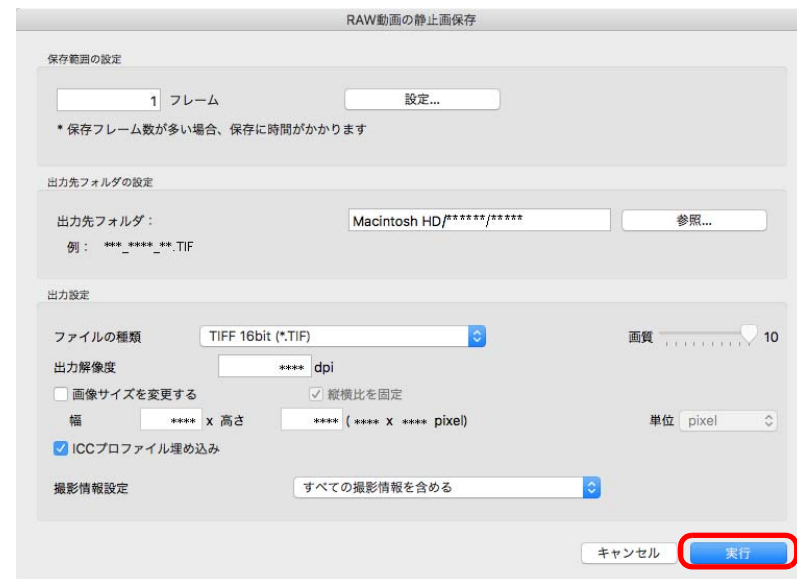 RAW動画の静止画保存
保存範囲の設定
1 フレーム 設定...
* 保存フレーム数が多い場合、保存に時間がかかります
出力先フォルダの設定
出力先フォルダ: Macintosh HD/******/***** 参照...
例: ***_****_**.TIF
出力設定
ファイルの種類 TIFF 16bit (*.TIF) 画質 10
出力解像度 **** dpi
画像サイズを変更する 縦横比を固定
幅 **** x 高さ **** ( **** x **** pixel) 単位 pixel
ICCプロファイル埋め込み
撮影情報設定 すべての撮影情報を含める
キャンセル 実行